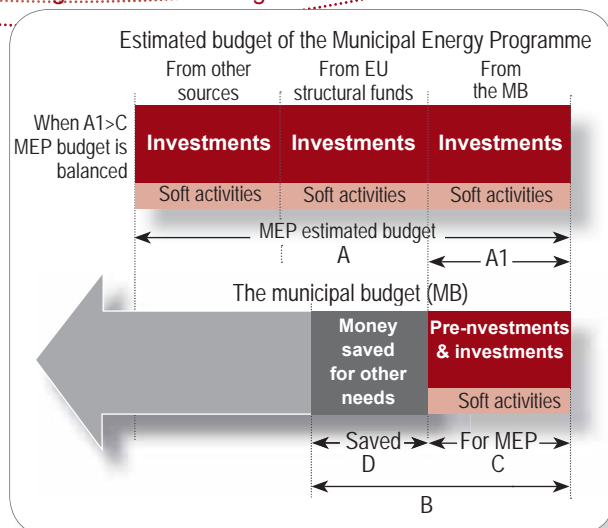 Estimated budget of the Municipal Energy Programme
From other
sources
From EU
structural funds
From
the MB
When A1>C
MEP budget is
balanced
Investments
Investments
Investments
Soft activities
Soft activities
Soft activities
MEP estimated budget
A
A1
The municipal budget (MB)
Money
saved
for other
needs
Pre-nvestments
& investments
Soft activities
Saved
D
For MEP
C
B